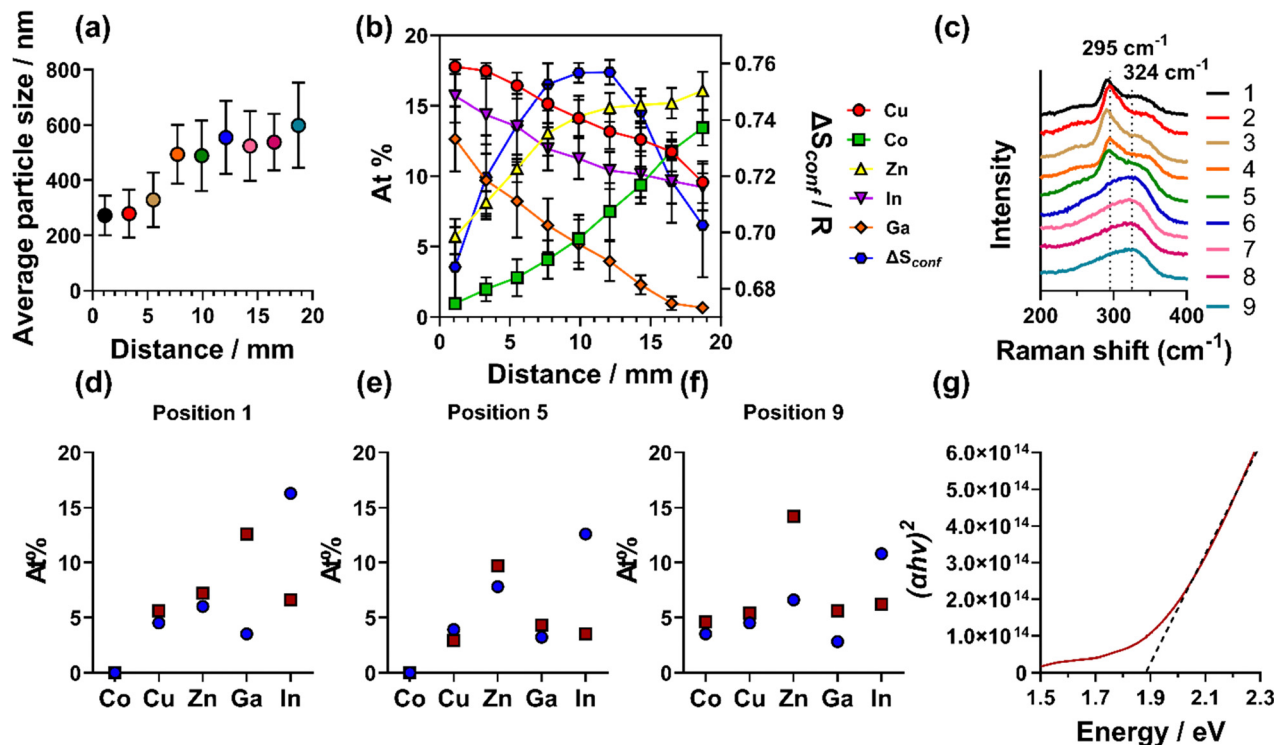 (a)
Average particle size / nm
800
600
400
200
0
0 5 10 15 20
Distance / mm
(b)
At %
20
15
10
5
0
0 5 10 15 20
Distance / mm
0.76
0.74
0.72
0.70
0.68
ΔSconf / R
Cu
Co
Zn
In
Ga
ΔSconf
(c)
295 cm-1
324 cm-1
Intensity
200 300 400
Raman shift (cm-1)
1
2
3
4
5
6
7
8
9
(d)
Position 1
At%
20
15
10
5
0
Co Cu Zn Ga In
(e)
Position 5
At%
20
15
10
5
0
Co Cu Zn Ga In
(f)
Position 9
At%
20
15
10
5
0
Co Cu Zn Ga In
(g)
(αhv)2
6.0×10 14
5.0×10 14
4.0×10 14
3.0×10 14
2.0×10 14
1.0×10 14
0
1.5 1.7 1.9 2.1 2.3
Energy / eV